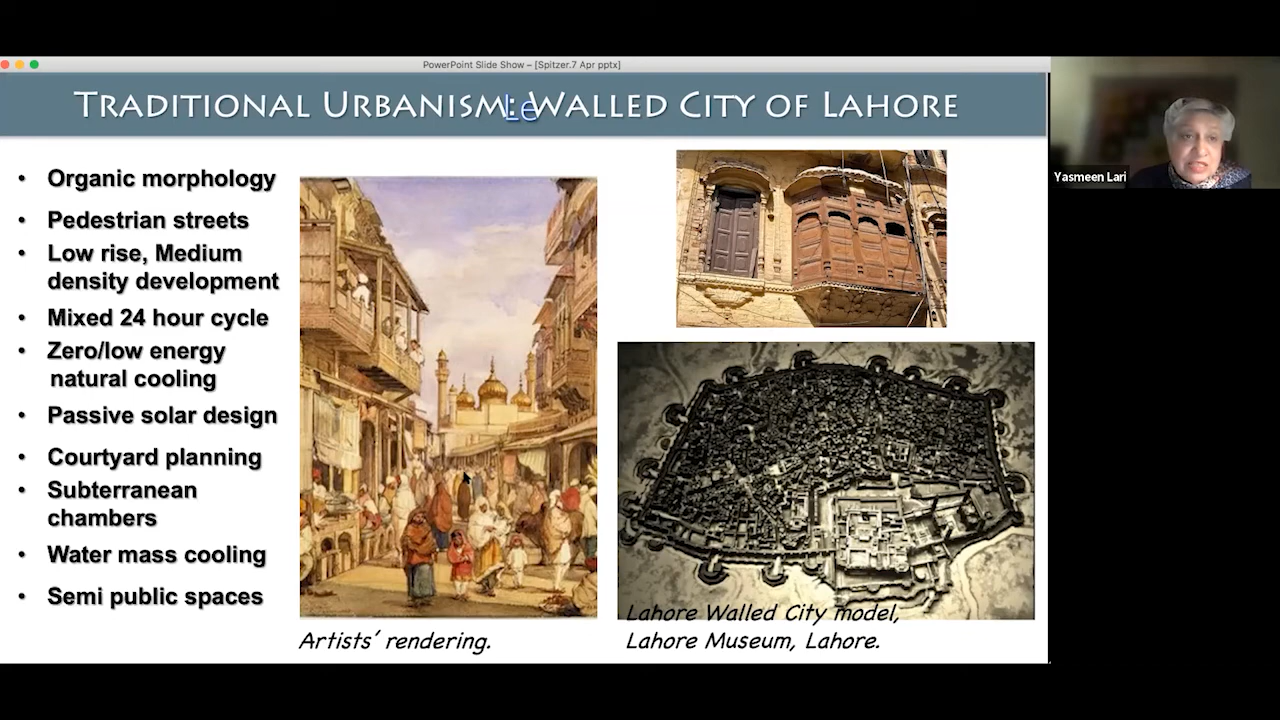 PowerPoint Slide Show – [Spitzer.7 Apr pptx]
TRADITIONAL URBANISM: WALLED CITY OF LAHORE
Le
• Organic morphology
• Pedestrian streets
• Low rise, Medium
density development
• Mixed 24 hour cycle
• Zero/low energy
natural cooling
• Passive solar design
• Courtyard planning
• Subterranean
chambers
• Water mass cooling
• Semi public spaces
Artists’ rendering.
Lahore Walled City model,
Lahore Museum, Lahore.
Yasmeen Lari